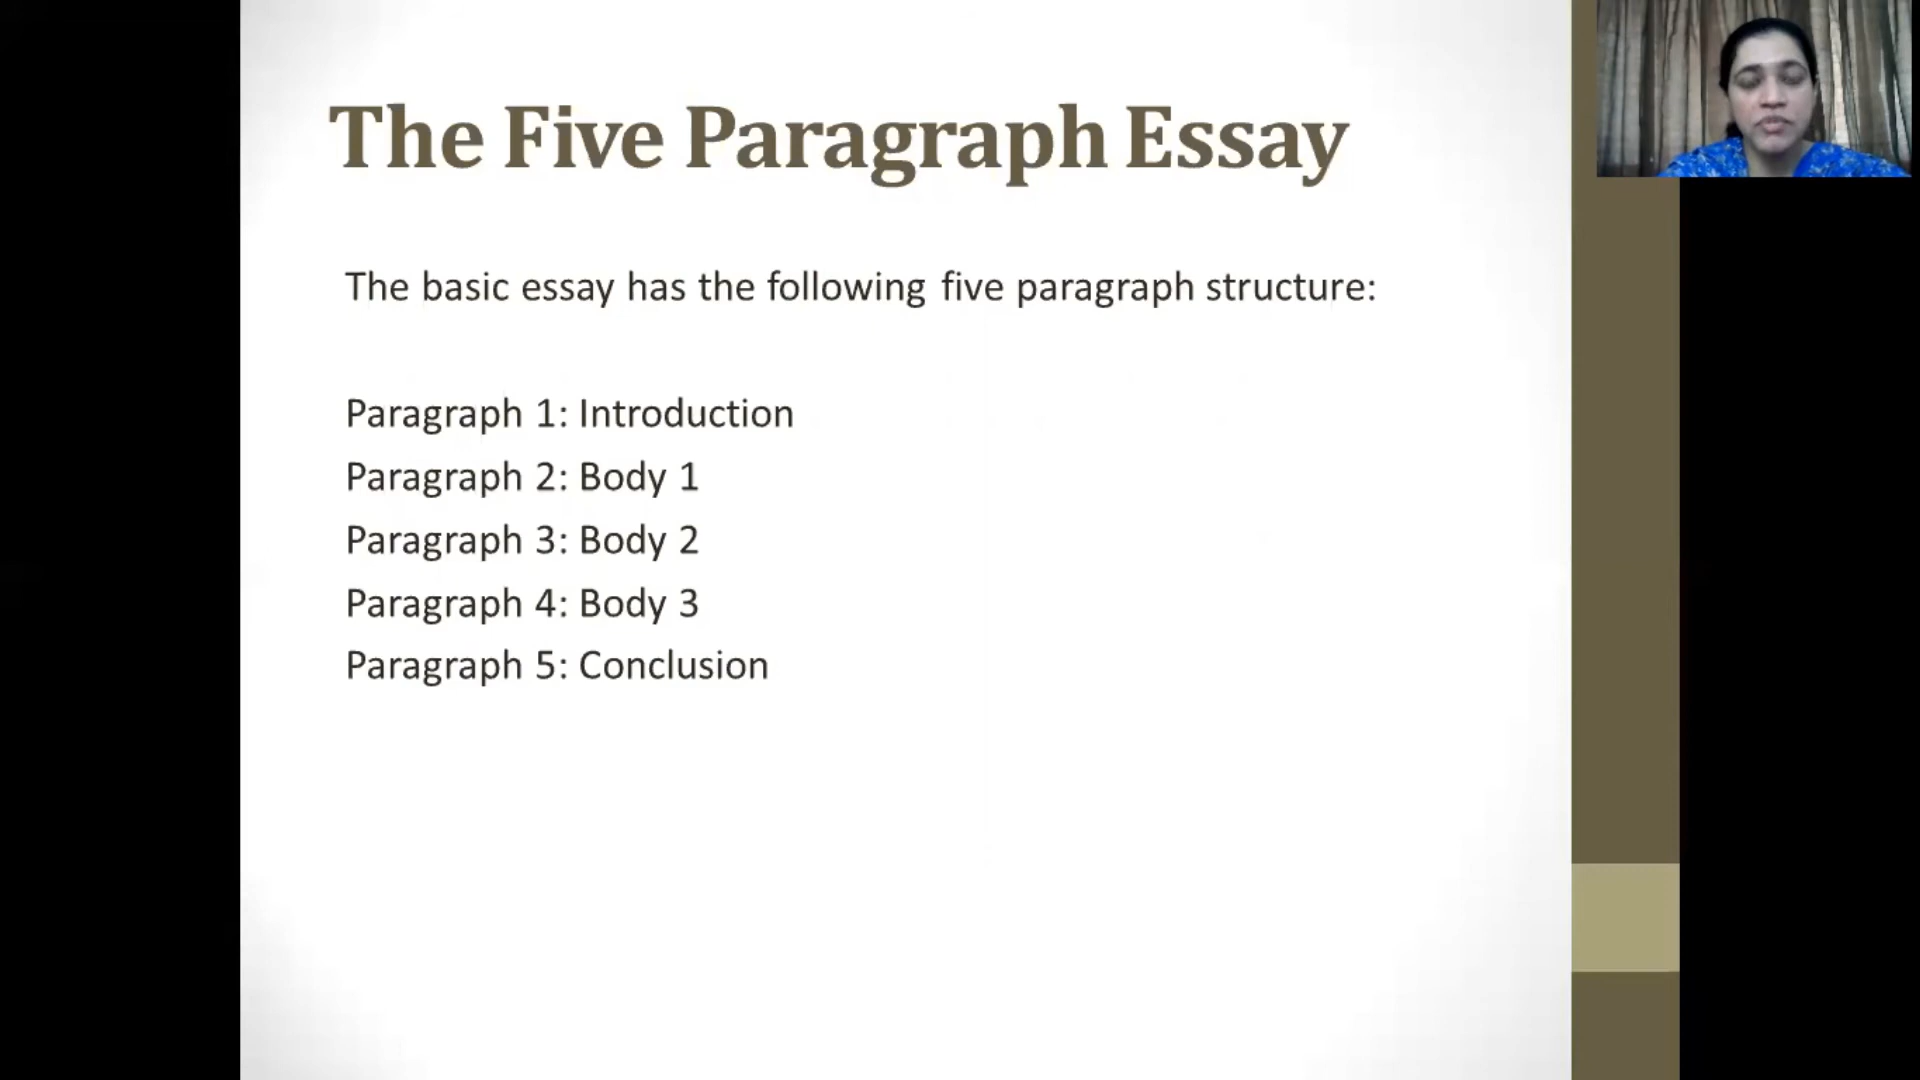 The Five Paragraph Essay
The basic essay has the following five paragraph structure:
Paragraph 1: Introduction
Paragraph 2: Body 1
Paragraph 3: Body 2
Paragraph 4: Body 3
Paragraph 5: Conclusion